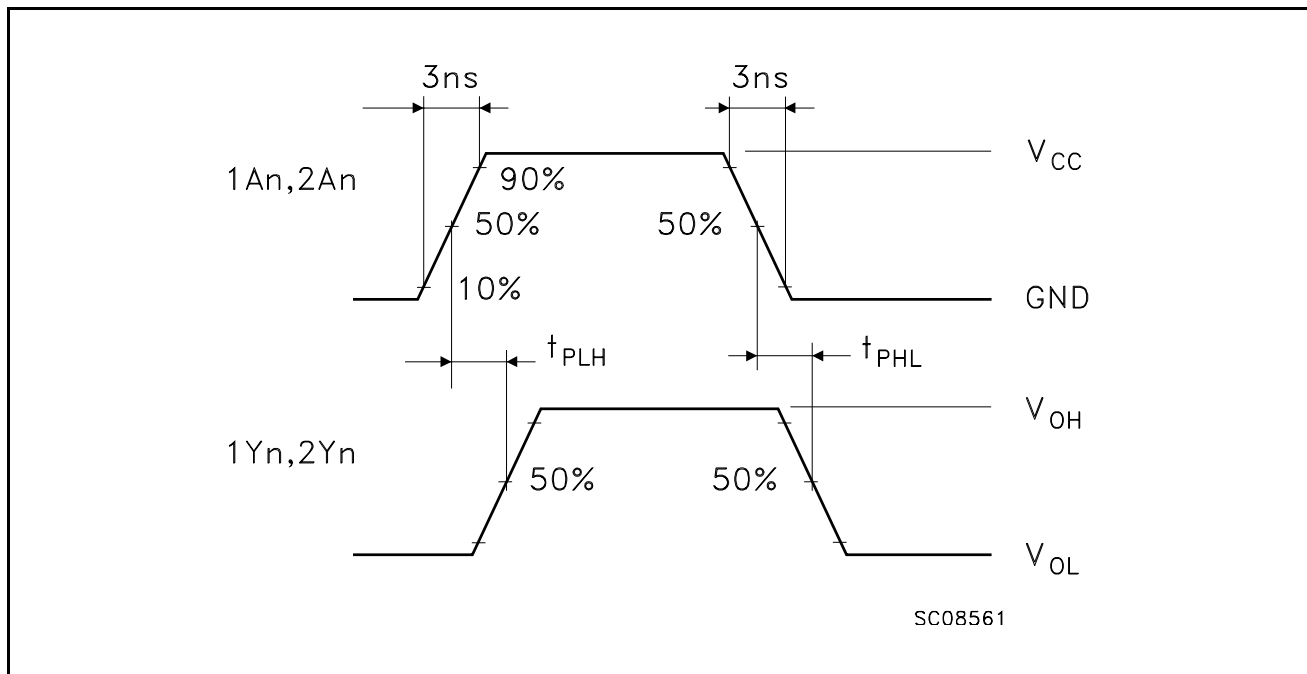 3ns 3ns
1An,2An 90% V_CC
50% 50%
10% GND
t_PLH t_PHL
1Yn,2Yn V_OH
50% 50%
V_OL
SC08561